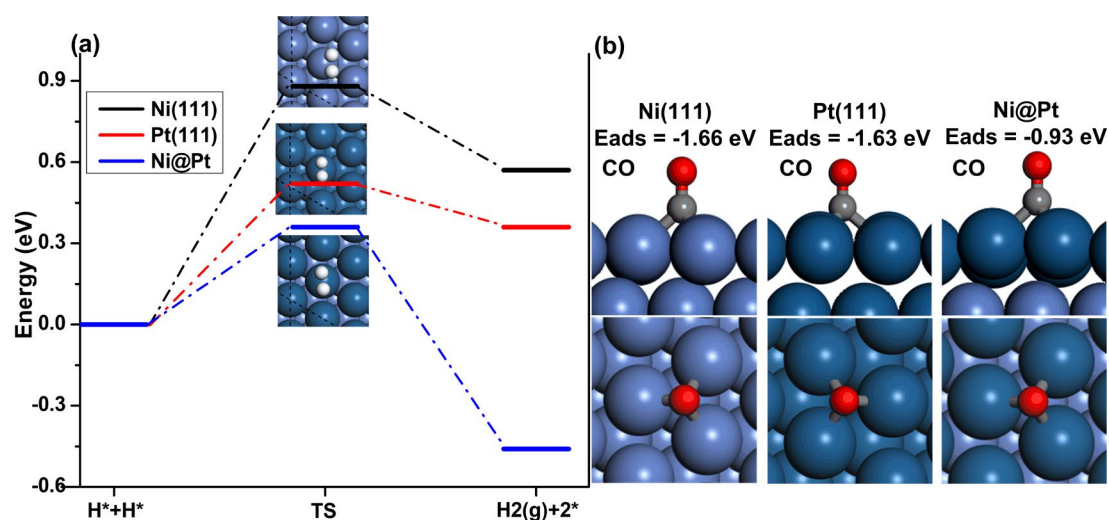 (a)
Ni(111)
Pt(111)
Ni@Pt
Energy (eV)
0.9
0.6
0.3
0.0
-0.3
-0.6
H*+H*
TS
H2(g)+2*
(b)
Ni(111)
Eads = -1.66 eV
CO
Pt(111)
Eads = -1.63 eV
CO
Ni@Pt
Eads = -0.93 eV
CO